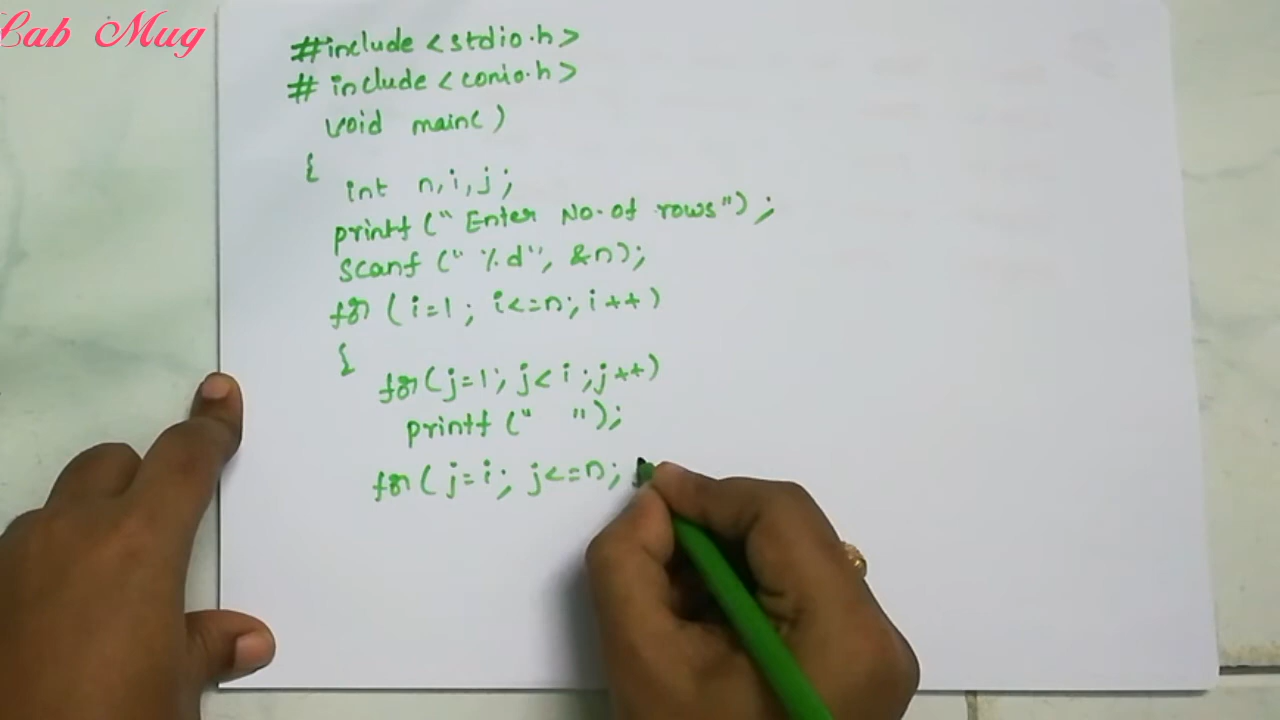 Lab Mug
#include <stdio.h>
# include <conio.h>
void main()
{
int n,i,j;
printf (" Enter No. of rows") ;
scanf (" %d", &n);
for (i=1; i<=n; i++)
{
for(j=1; j<i ;j++)
printf ("  ");
for( j=i; j<=n; j